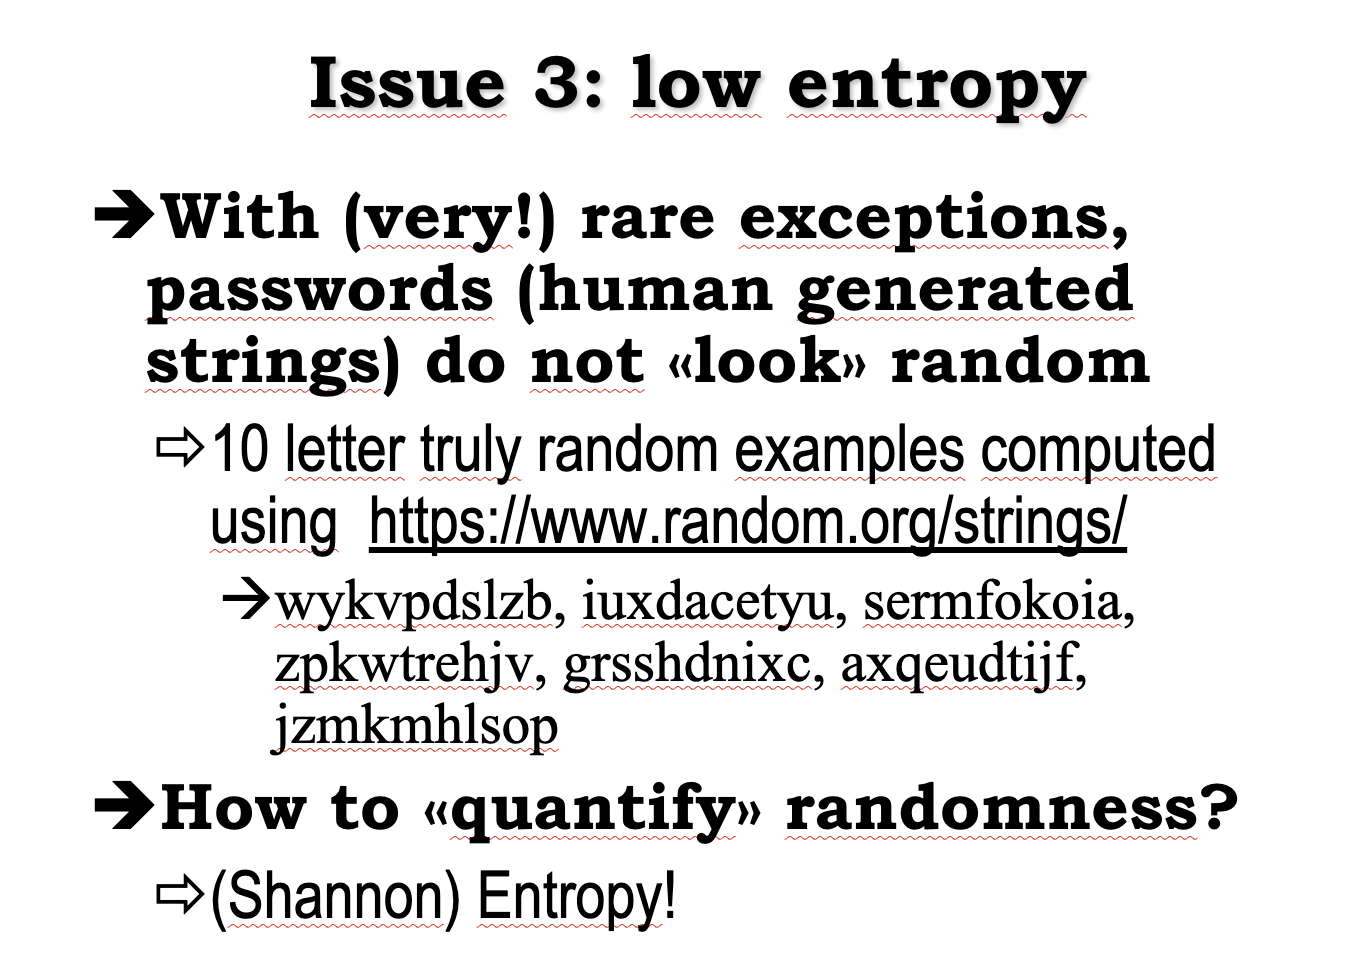 Issue 3: low entropy
➔With (very!) rare exceptions,
passwords (human generated
strings) do not «look» random
⇨10 letter truly random examples computed
using https://www.random.org/strings/
→wykvpdslzb, iuxdacetyu, sermfokoia,
zpkwtrehjv, grsshdnixc, axqeudtijf,
jzmkmhlsop
➔How to «quantify» randomness?
⇨(Shannon) Entropy!